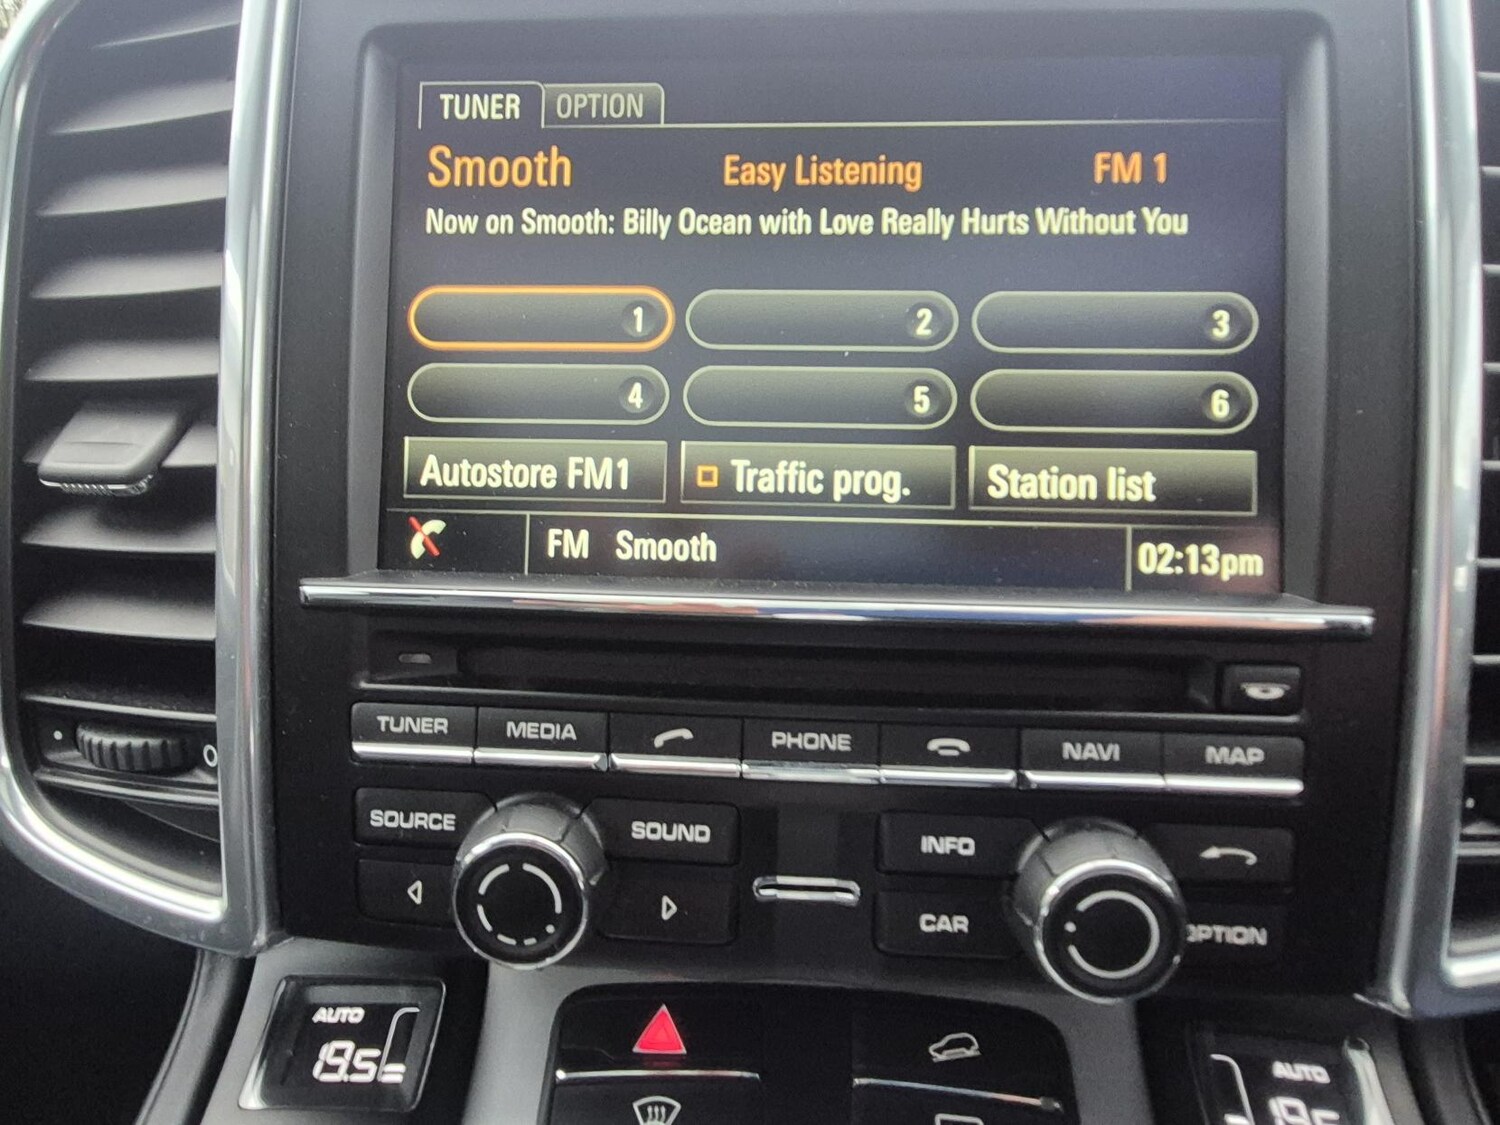 TUNER OPTION
Smooth Easy Listening FM 1
Now on Smooth: Billy Ocean with Love Really Hurts Without You
1 2 3
4 5 6
Autostore FM1 Traffic prog. Station list
FM Smooth 02:13pm
TUNER MEDIA PHONE NAVI MAP
SOURCE SOUND INFO
CAR OPTION
AUTO
19.5
AUTO